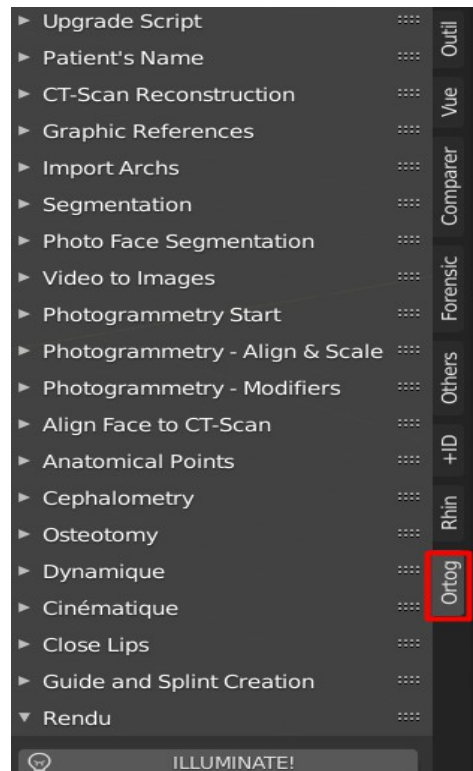 Upgrade Script
Patient's Name
CT-Scan Reconstruction
Graphic References
Import Archs
Segmentation
Photo Face Segmentation
Video to Images
Photogrammetry Start
Photogrammetry - Align & Scale
Photogrammetry - Modifiers
Align Face to CT-Scan
Anatomical Points
Cephalometry
Osteotomy
Dynamique
Cinématique
Close Lips
Guide and Splint Creation
Rendu
ILLUMINATE!
Outil
Vue
Comparer
Forensic
Others
+ID
Rhin
Ortog